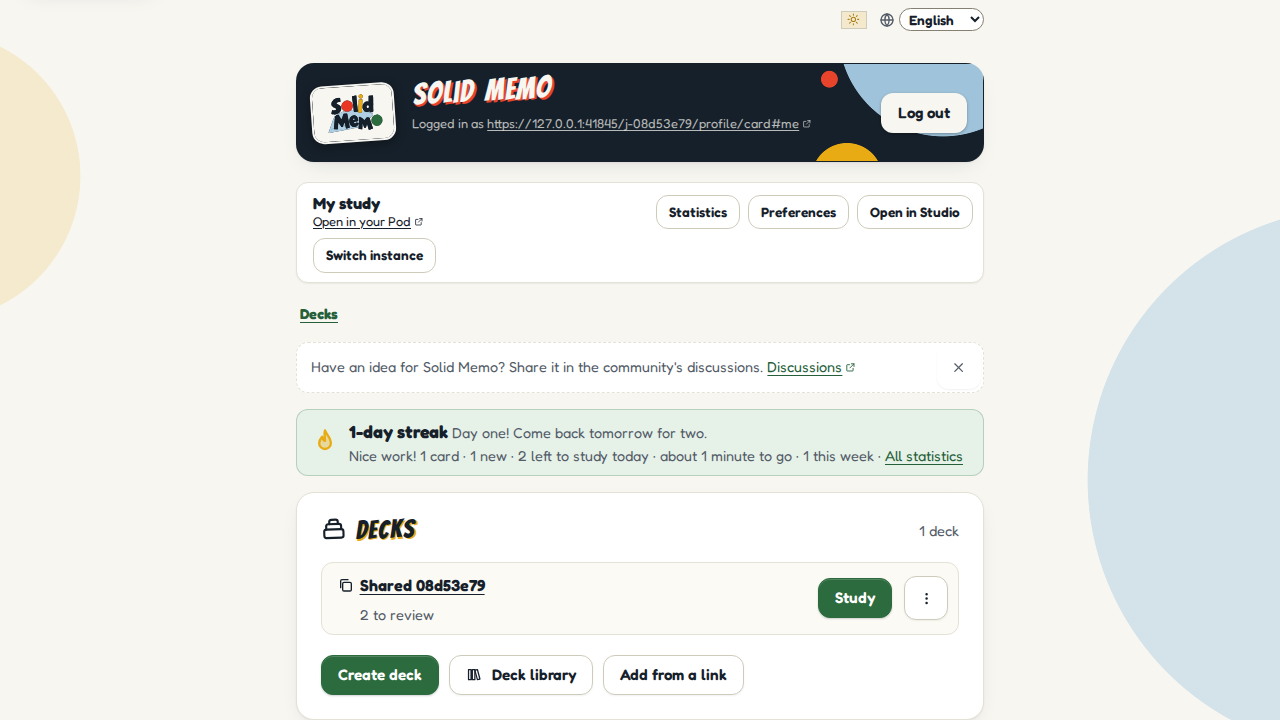 English
Solid Memo
SOLID MEMO
Logged in as https://127.0.0.1:41845/j-08d53e79/profile/card#me
Log out
My study
Open in your Pod
Statistics
Preferences
Open in Studio
Switch instance
Decks
Have an idea for Solid Memo? Share it in the community's discussions. Discussions
1-day streak Day one! Come back tomorrow for two.
Nice work! 1 card · 1 new · 2 left to study today · about 1 minute to go · 1 this week · All statistics
DECKS
1 deck
Shared 08d53e79
2 to review
Study
Create deck
Deck library
Add from a link